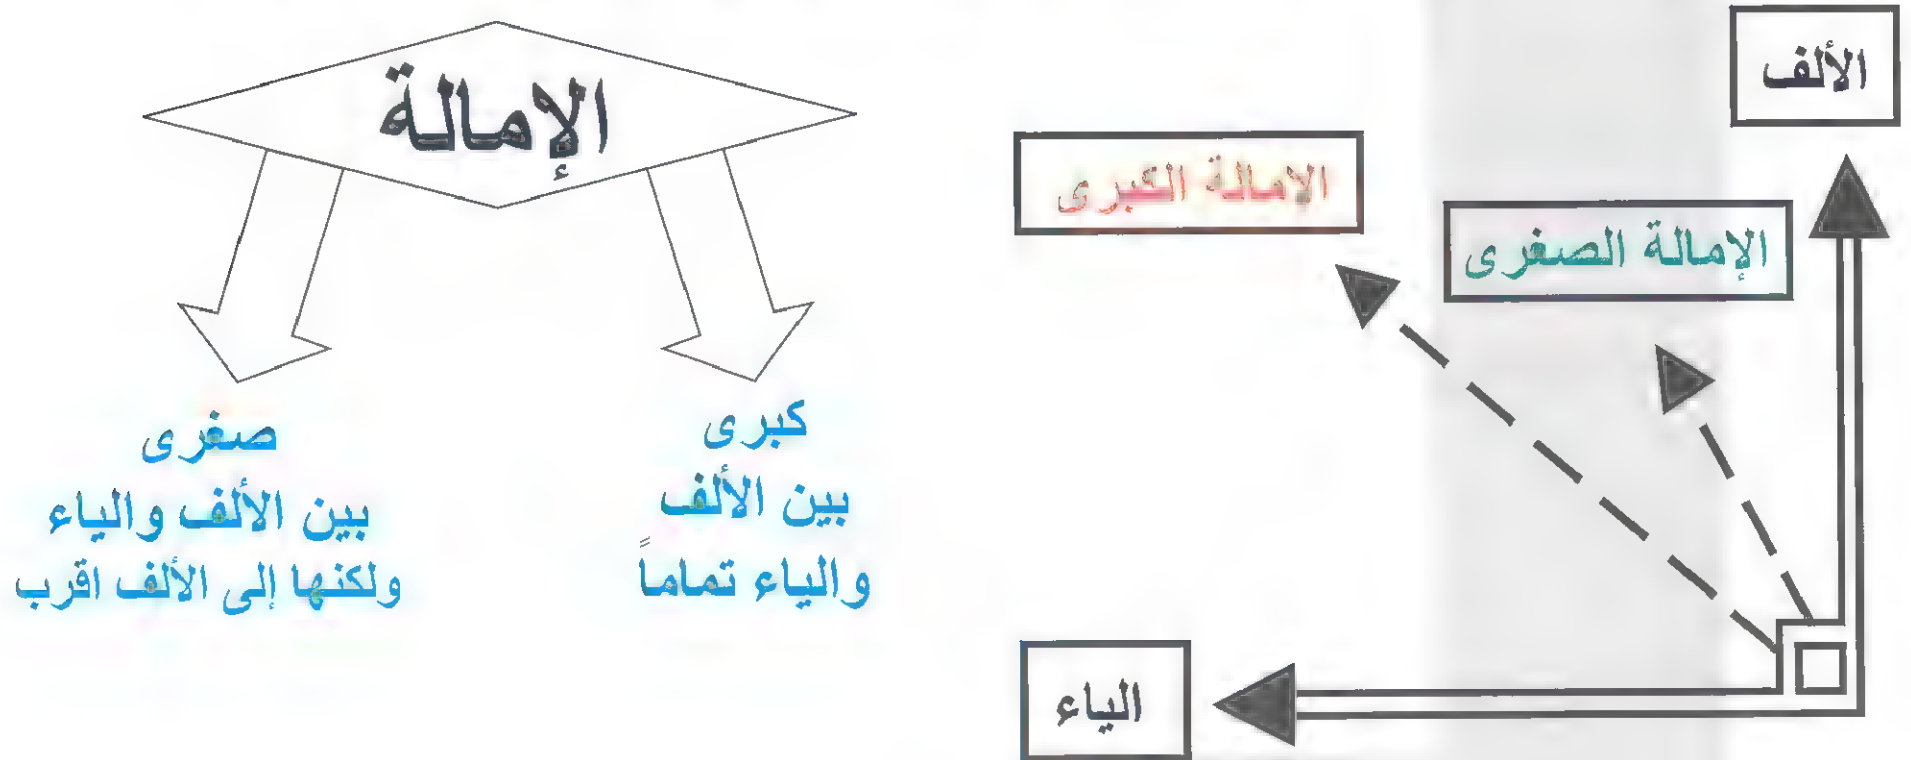 الألف
الإمالة الكبرى
الإمالة الصغرى
الياء
الإمالة
كبرى
بين الألف
والياء تماماً
صغرى
بين الألف والياء
ولكنها إلى الألف اقرب